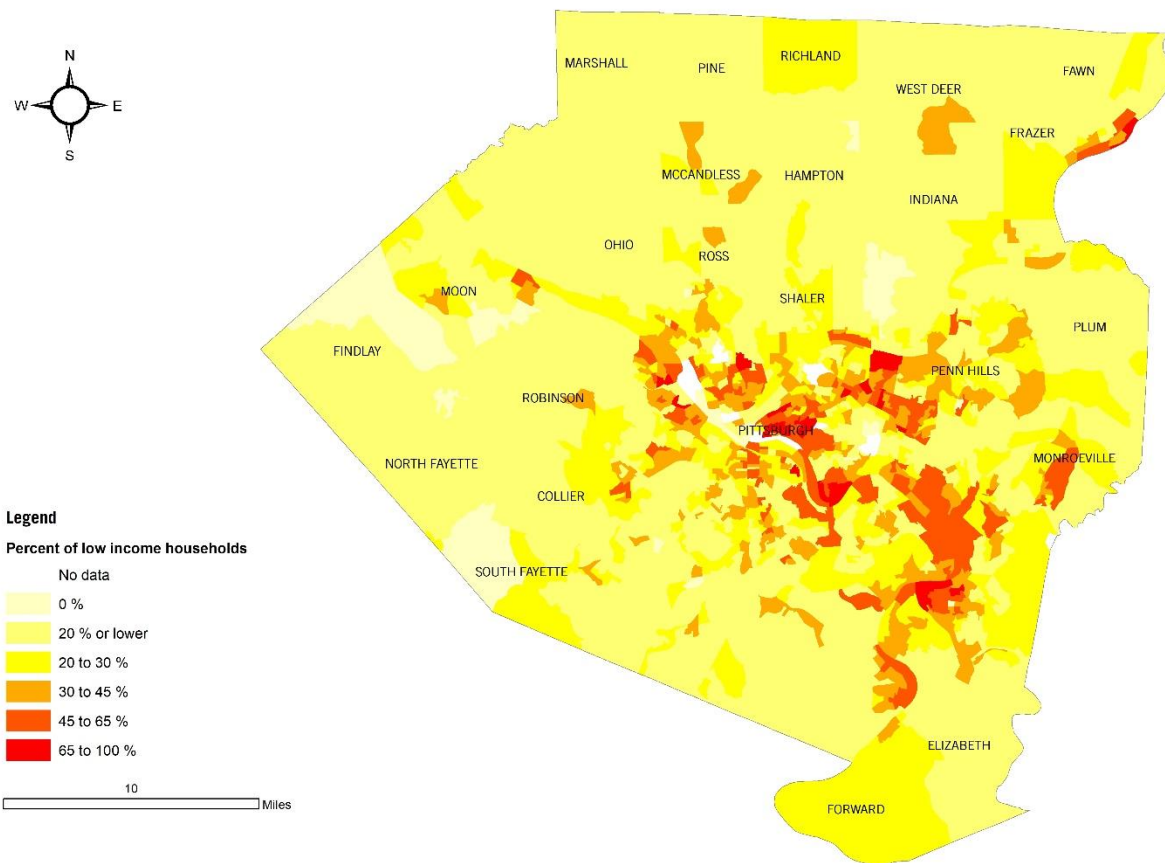 N
W
E
S
MARSHALL
PINE
RICHLAND
FAWN
WEST DEER
FRAZER
MCCANDLESS
HAMPTON
INDIANA
OHIO
ROSS
MOON
SHALER
PLUM
FINDLAY
PENN HILLS
ROBINSON
PITTSBURGH
NORTH FAYETTE
MONROEVILLE
COLLIER
SOUTH FAYETTE
ELIZABETH
FORWARD
Legend
Percent of low income households
No data
0 %
20 % or lower
20 to 30 %
30 to 45 %
45 to 65 %
65 to 100 %
10
Miles